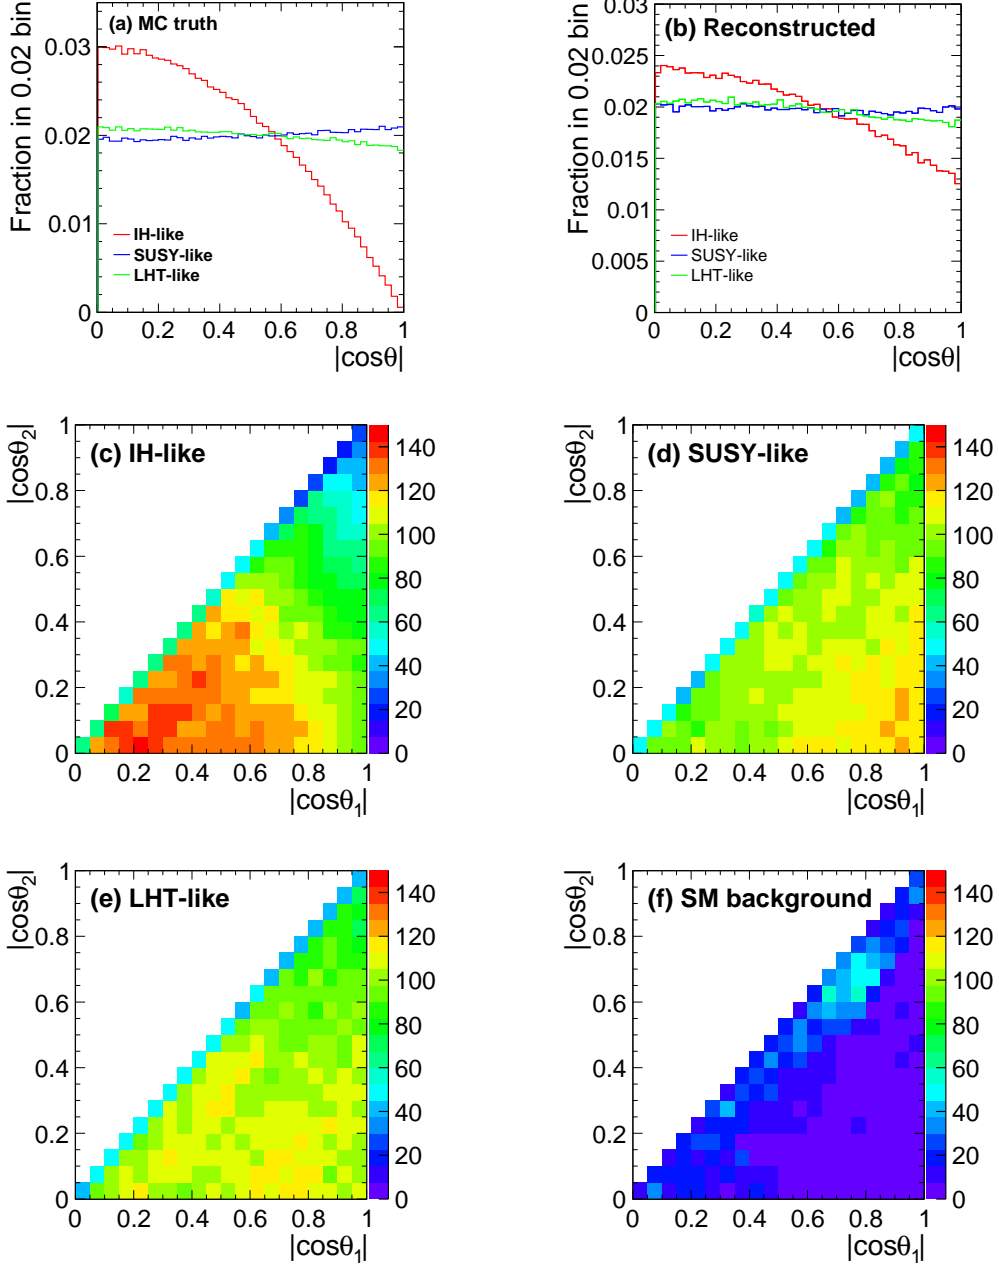 (a) MC truth
Fraction in 0.02 bin
0.03
0.02
0.01
0
IH-like
SUSY-like
LHT-like
0 0.2 0.4 0.6 0.8 1
|cosθ|
(b) Reconstructed
Fraction in 0.02 bin
0.03
0.025
0.02
0.015
0.01
0.005
0
IH-like
SUSY-like
LHT-like
0 0.2 0.4 0.6 0.8 1
|cosθ|
(c) IH-like
|cosθ₂|
1
0.8
0.6
0.4
0.2
0
0 0.2 0.4 0.6 0.8 1
|cosθ₁|
140
120
100
80
60
40
20
0
(d) SUSY-like
|cosθ₂|
1
0.8
0.6
0.4
0.2
0
0 0.2 0.4 0.6 0.8 1
|cosθ₁|
140
120
100
80
60
40
20
0
(e) LHT-like
|cosθ₂|
1
0.8
0.6
0.4
0.2
0
0 0.2 0.4 0.6 0.8 1
|cosθ₁|
140
120
100
80
60
40
20
0
(f) SM background
|cosθ₂|
1
0.8
0.6
0.4
0.2
0
0 0.2 0.4 0.6 0.8 1
|cosθ₁|
140
120
100
80
60
40
20
0